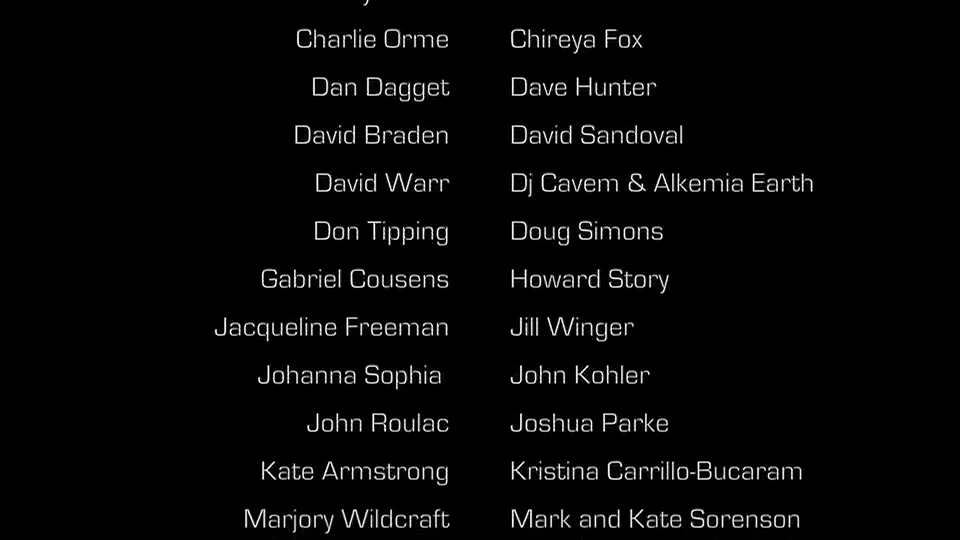 Charlie Orme Chireya Fox
Dan Dagget Dave Hunter
David Braden David Sandoval
David Warr Dj Cavem & Alkemia Earth
Don Tipping Doug Simons
Gabriel Cousens Howard Story
Jacqueline Freeman Jill Winger
Johanna Sophia John Kohler
John Roulac Joshua Parke
Kate Armstrong Kristina Carrillo-Bucaram
Marjory Wildcraft Mark and Kate Sorenson